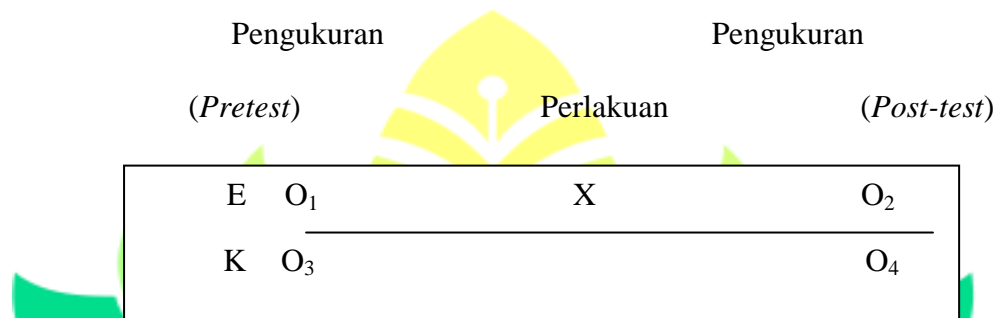 Pengukuran Pengukuran
(Pretest) Perlakuan (Post-test)
E O₁ X O₂
K O₃ O₄